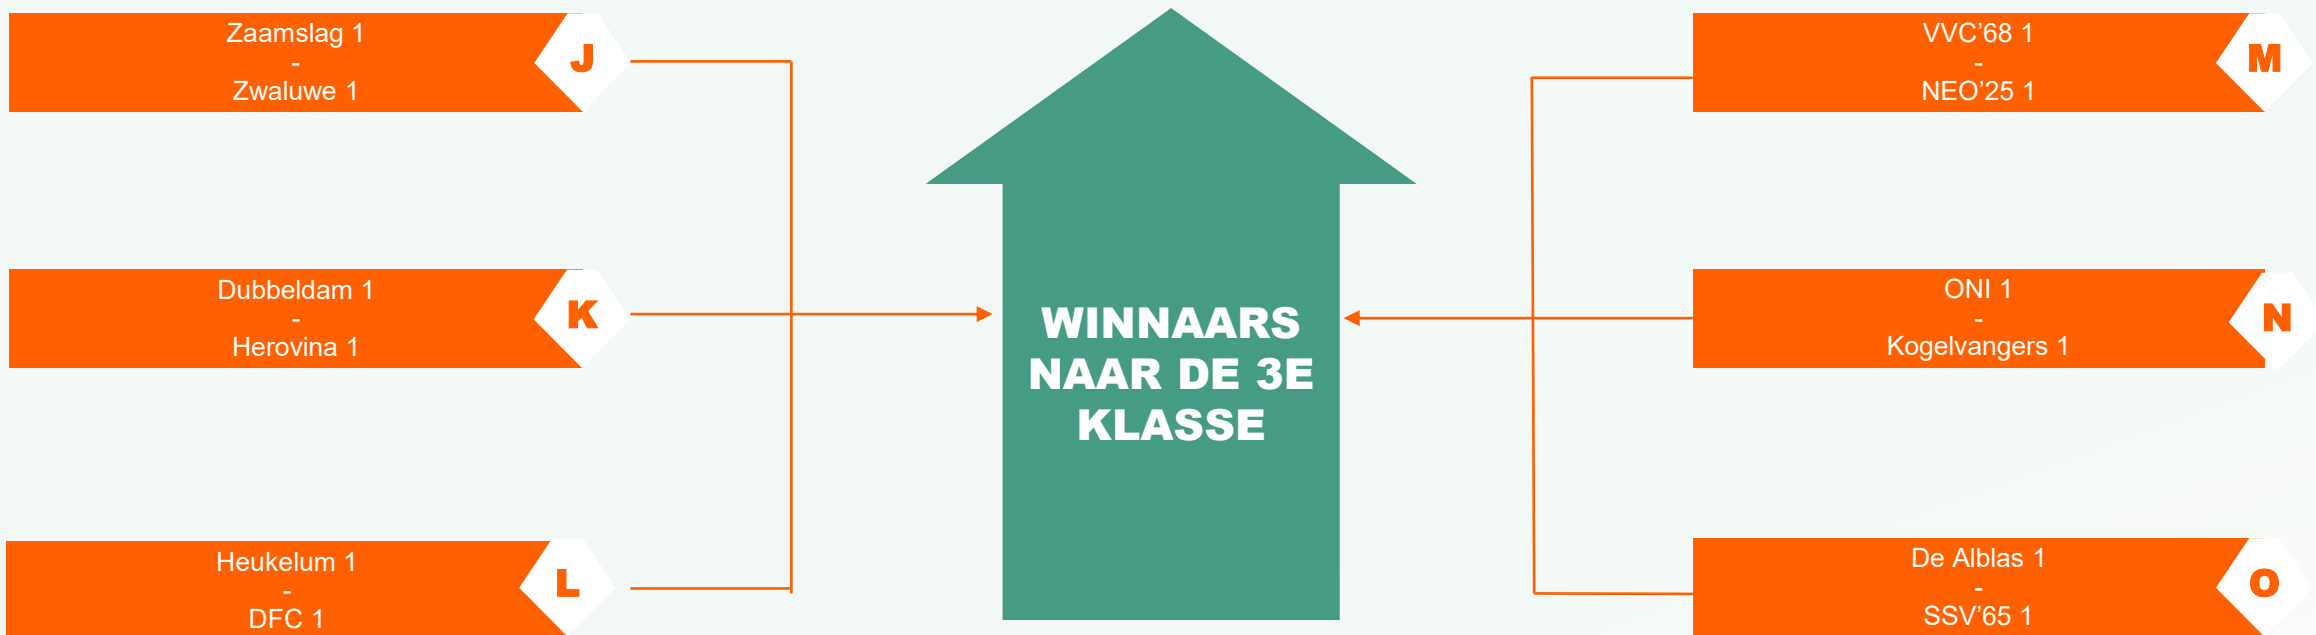 Zaamslag 1
-
Zwaluwe 1
J
Dubbeldam 1
-
Herovina 1
K
Heukelum 1
-
DFC 1
L
WINNAARS
NAAR DE 3E
KLASSE
VVC’68 1
-
NEO’25 1
M
ONI 1
-
Kogelvangers 1
N
De Alblas 1
-
SSV’65 1
O